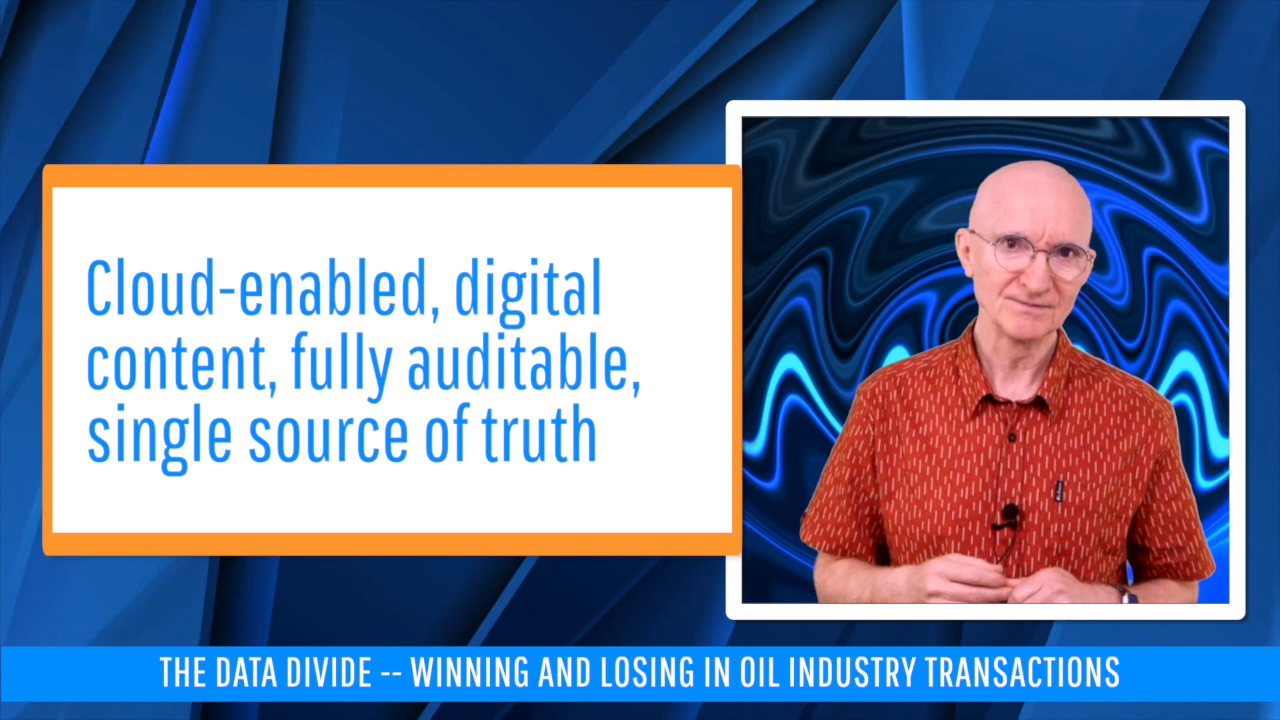 Cloud-enabled, digital
content, fully auditable,
single source of truth
THE DATA DIVIDE -- WINNING AND LOSING IN OIL INDUSTRY TRANSACTIONS